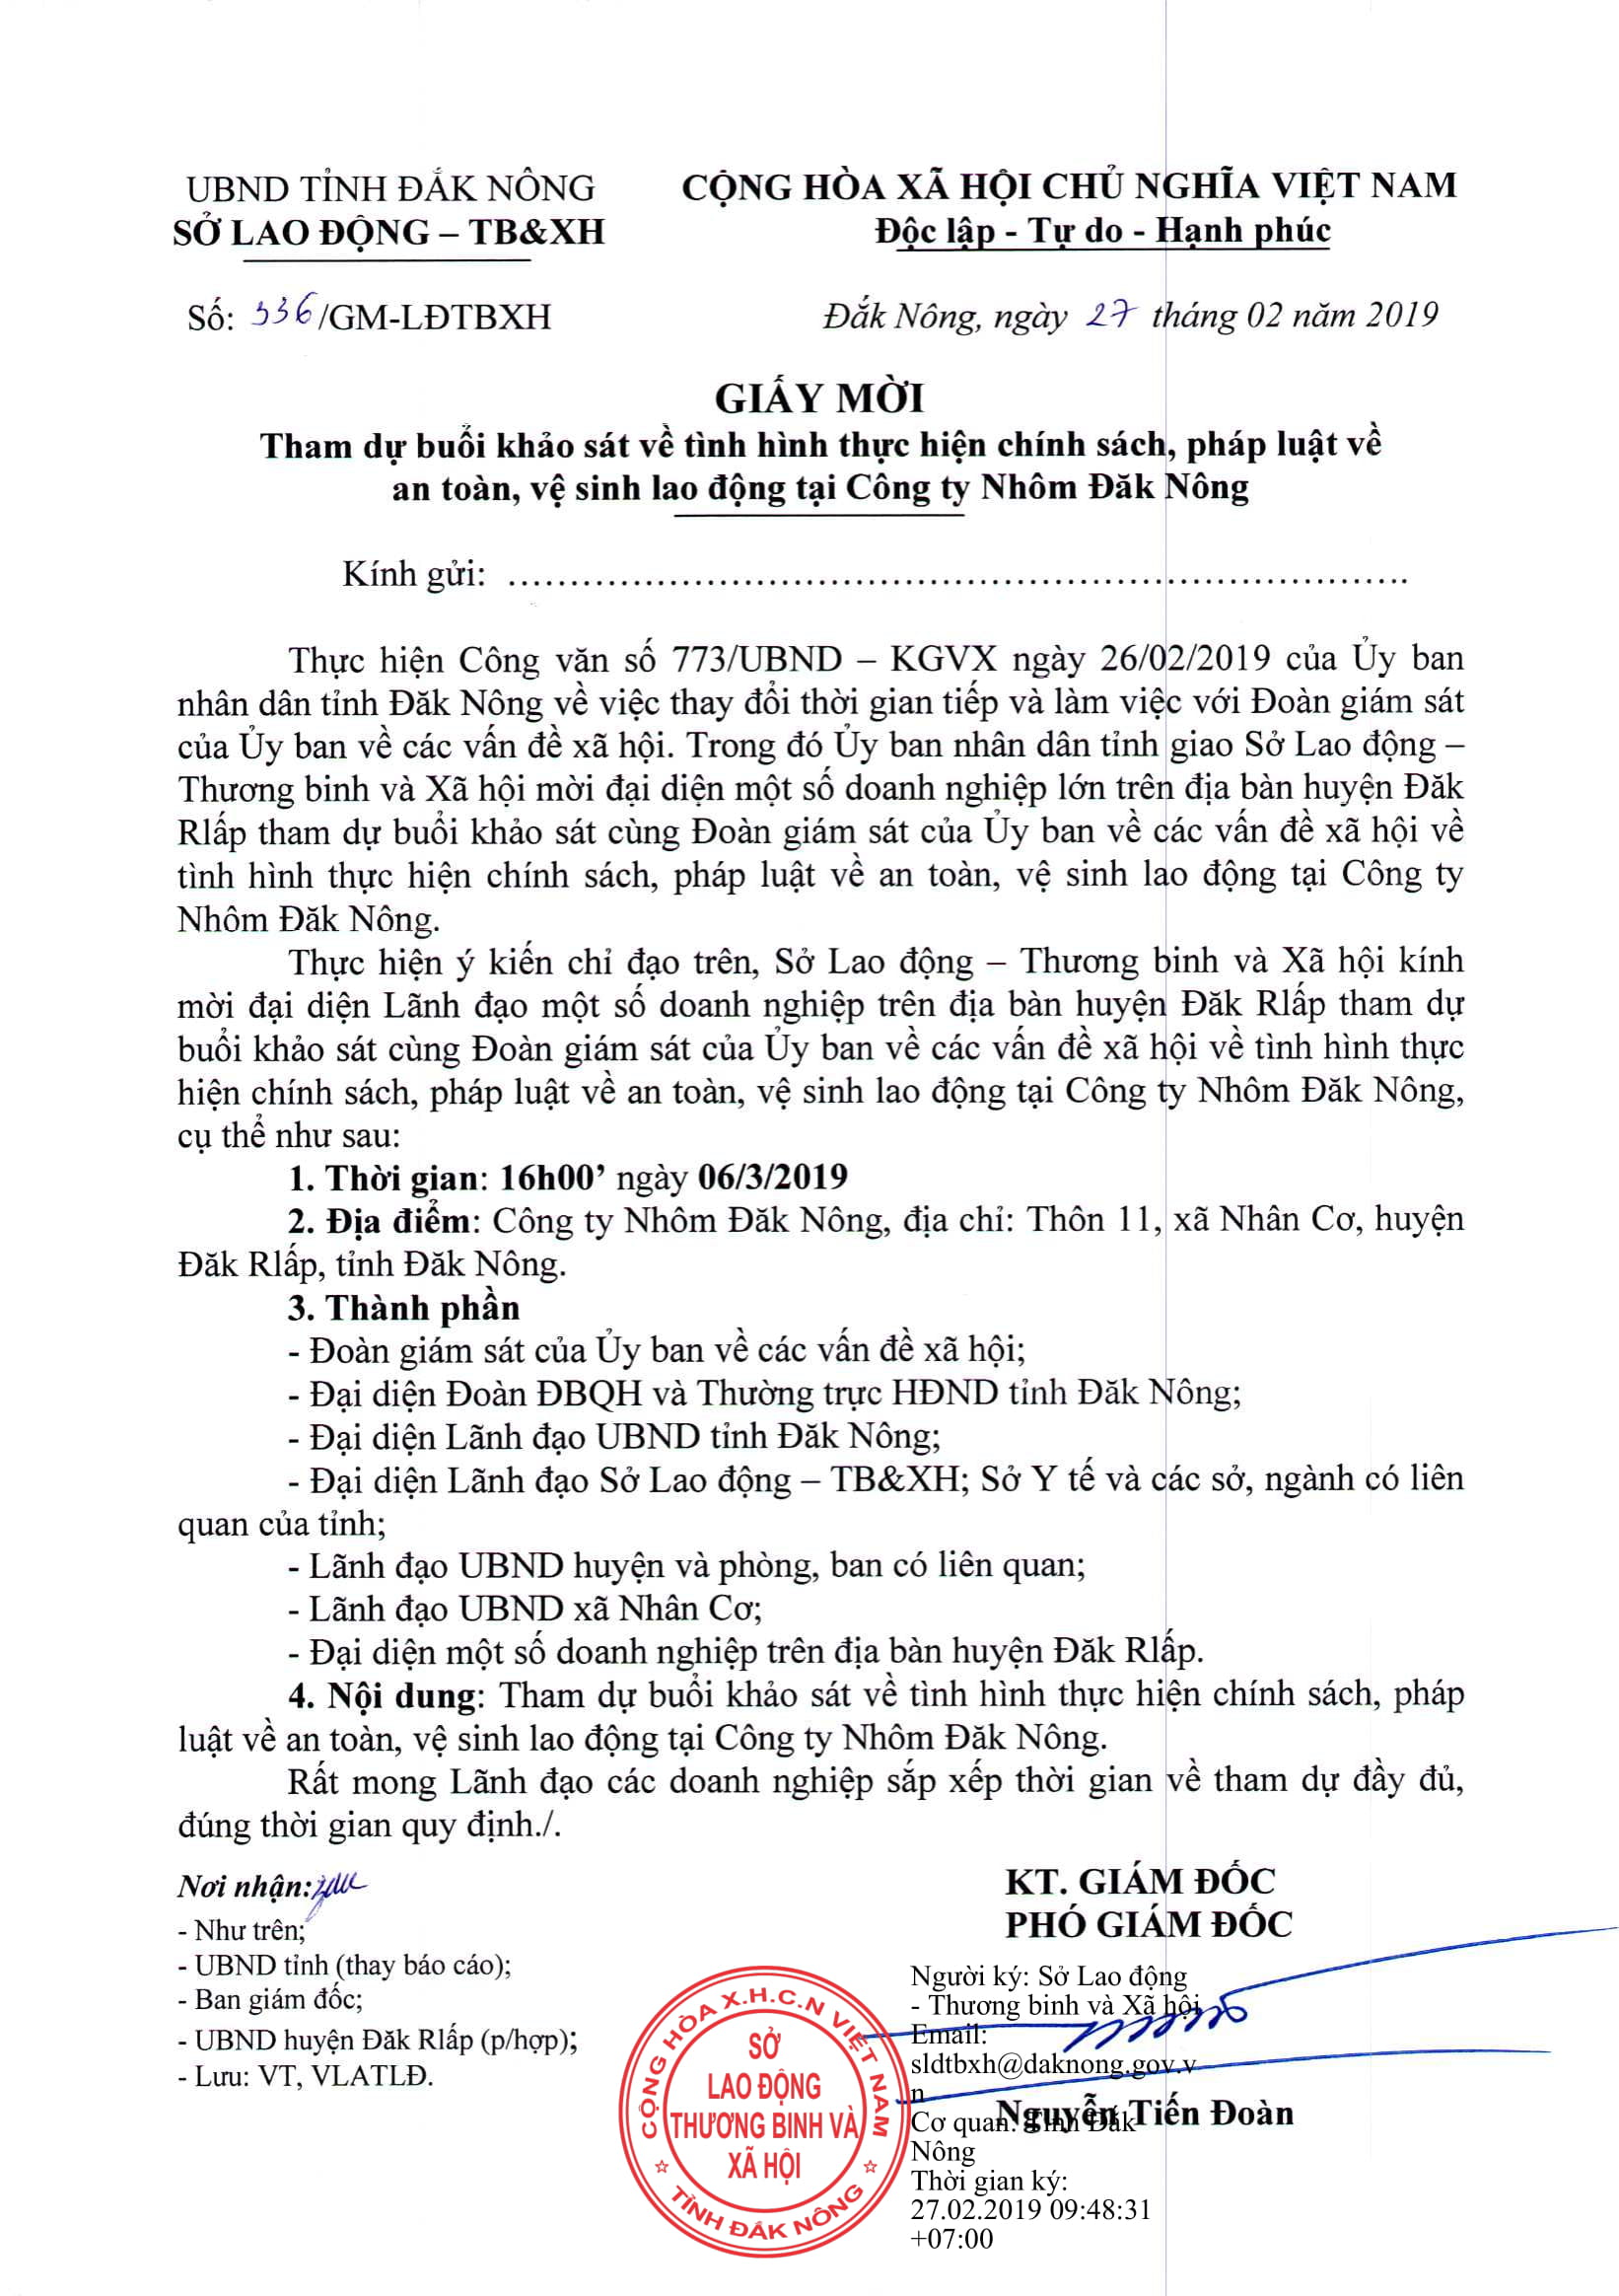 UBND TỈNH ĐẮK NÔNG
SỞ LAO ĐỘNG – TB&XH
CỘNG HÒA XÃ HỘI CHỦ NGHĨA VIỆT NAM
Độc lập - Tự do - Hạnh phúc
Số: 336/GM-LĐTBXH
Đắk Nông, ngày 27 tháng 02 năm 2019
GIẤY MỜI
Tham dự buổi khảo sát về tình hình thực hiện chính sách, pháp luật về
an toàn, vệ sinh lao động tại Công ty Nhôm Đăk Nông
Kính gửi: ……………………………………………………………….
Thực hiện Công văn số 773/UBND – KGVX ngày 26/02/2019 của Ủy ban
nhân dân tỉnh Đăk Nông về việc thay đổi thời gian tiếp và làm việc với Đoàn giám sát
của Ủy ban về các vấn đề xã hội. Trong đó Ủy ban nhân dân tỉnh giao Sở Lao động –
Thương binh và Xã hội mời đại diện một số doanh nghiệp lớn trên địa bàn huyện Đăk
Rlấp tham dự buổi khảo sát cùng Đoàn giám sát của Ủy ban về các vấn đề xã hội về
tình hình thực hiện chính sách, pháp luật về an toàn, vệ sinh lao động tại Công ty
Nhôm Đăk Nông.
Thực hiện ý kiến chỉ đạo trên, Sở Lao động – Thương binh và Xã hội kính
mời đại diện Lãnh đạo một số doanh nghiệp trên địa bàn huyện Đăk Rlấp tham dự
buổi khảo sát cùng Đoàn giám sát của Ủy ban về các vấn đề xã hội về tình hình thực
hiện chính sách, pháp luật về an toàn, vệ sinh lao động tại Công ty Nhôm Đăk Nông,
cụ thể như sau:
1. Thời gian: 16h00’ ngày 06/3/2019
2. Địa điểm: Công ty Nhôm Đăk Nông, địa chỉ: Thôn 11, xã Nhân Cơ, huyện
Đăk Rlấp, tỉnh Đăk Nông.
3. Thành phần
- Đoàn giám sát của Ủy ban về các vấn đề xã hội;
- Đại diện Đoàn ĐBQH và Thường trực HĐND tỉnh Đăk Nông;
- Đại diện Lãnh đạo UBND tỉnh Đăk Nông;
- Đại diện Lãnh đạo Sở Lao động – TB&XH; Sở Y tế và các sở, ngành có liên
quan của tỉnh;
- Lãnh đạo UBND huyện và phòng, ban có liên quan;
- Lãnh đạo UBND xã Nhân Cơ;
- Đại diện một số doanh nghiệp trên địa bàn huyện Đăk Rlấp.
4. Nội dung: Tham dự buổi khảo sát về tình hình thực hiện chính sách, pháp
luật về an toàn, vệ sinh lao động tại Công ty Nhôm Đăk Nông.
Rất mong Lãnh đạo các doanh nghiệp sắp xếp thời gian về tham dự đầy đủ,
đúng thời gian quy định./.
Nơi nhận:
- Như trên;
- UBND tỉnh (thay báo cáo);
- Ban giám đốc;
- UBND huyện Đăk Rlấp (p/hợp);
- Lưu: VT, VLATLĐ.
KT. GIÁM ĐỐC
PHÓ GIÁM ĐỐC
CỘNG HÒA X.H.C.N VIỆT NAM
SỞ
LAO ĐỘNG
THƯƠNG BINH VÀ
XÃ HỘI
TỈNH ĐẮK NÔNG
Người ký: Sở Lao động
- Thương binh và Xã hội
Email:
sldtbxh@daknong.gov.v
n
Cơ quan: Tỉnh Đắk
Nông
Thời gian ký:
27.02.2019 09:48:31
+07:00
Nguyễn Tiến Đoàn